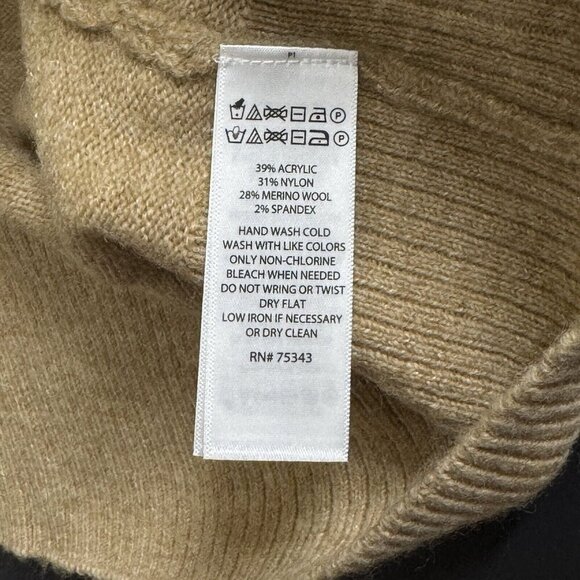 P1
P
P
39% ACRYLIC
31% NYLON
28% MERINO WOOL
2% SPANDEX
HAND WASH COLD
WASH WITH LIKE COLORS
ONLY NON-CHLORINE
BLEACH WHEN NEEDED
DO NOT WRING OR TWIST
DRY FLAT
LOW IRON IF NECESSARY
OR DRY CLEAN
RN# 75343